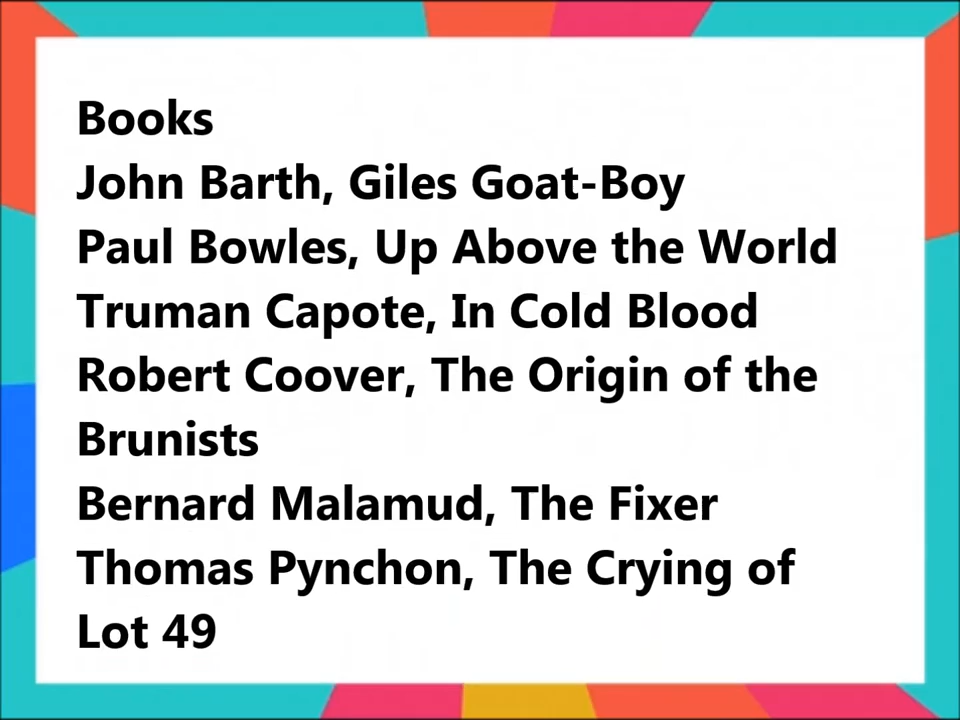 Books
John Barth, Giles Goat-Boy
Paul Bowles, Up Above the World
Truman Capote, In Cold Blood
Robert Coover, The Origin of the
Brunists
Bernard Malamud, The Fixer
Thomas Pynchon, The Crying of
Lot 49